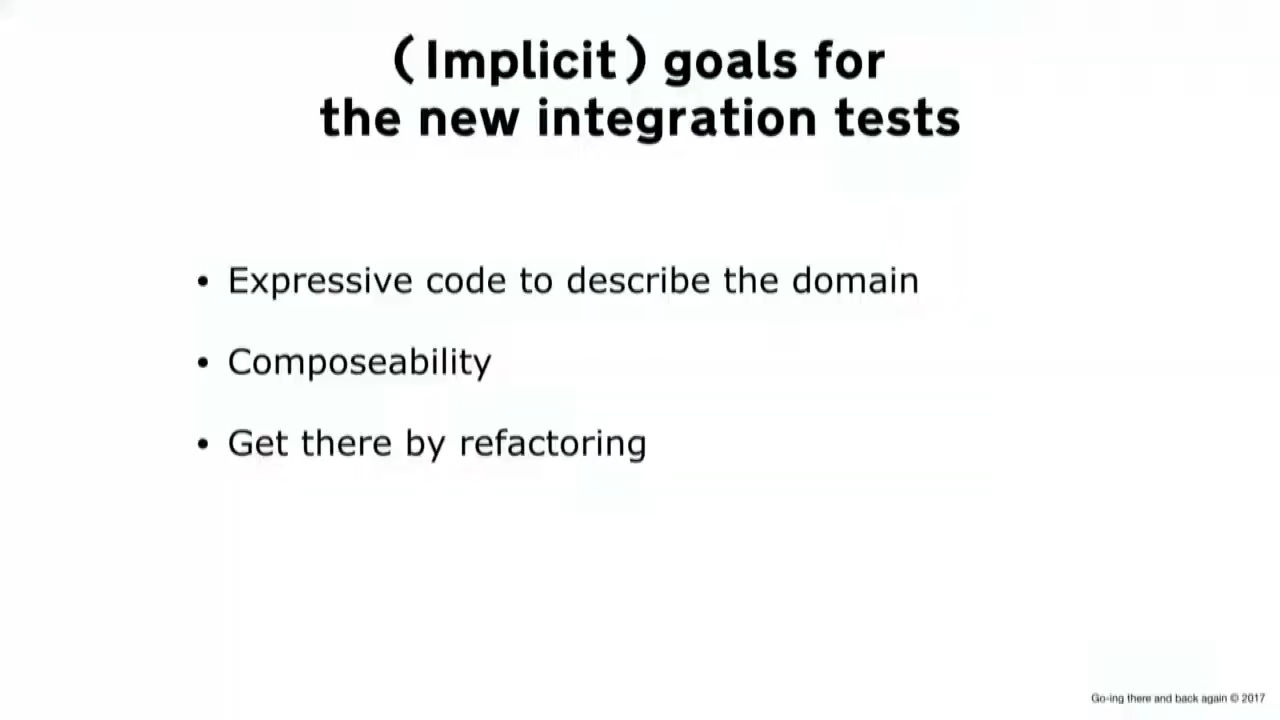 (Implicit) goals for
the new integration tests
• Expressive code to describe the domain
• Composeability
• Get there by refactoring
Go-ing there and back again © 2017